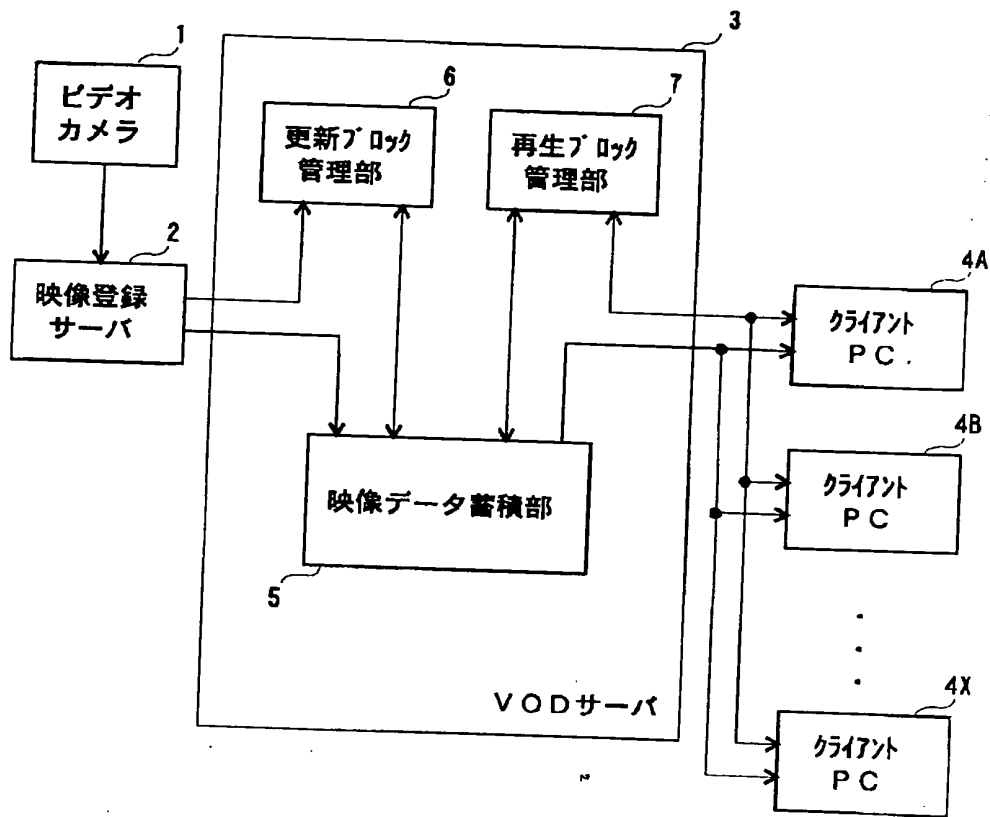 1
ビデオ
カメラ
2
映像登録
サーバ
3
6
更新ブロック
管理部
7
再生ブロック
管理部
映像データ蓄積部
5
VODサーバ
4A
クライアント
PC
4B
クライアント
PC
4X
クライアント
PC